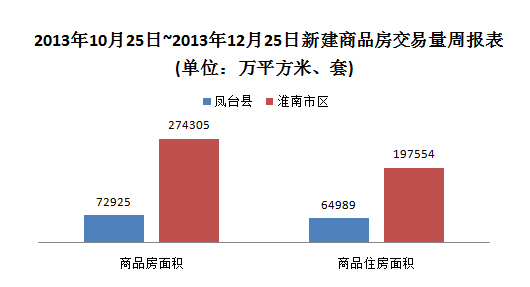 2013年10月25日~2013年12月25日新建商品房交易量周报表
(单位：万平方米、套)
凤台县 淮南市区
72925 274305 64989 197554
商品房面积 商品住房面积